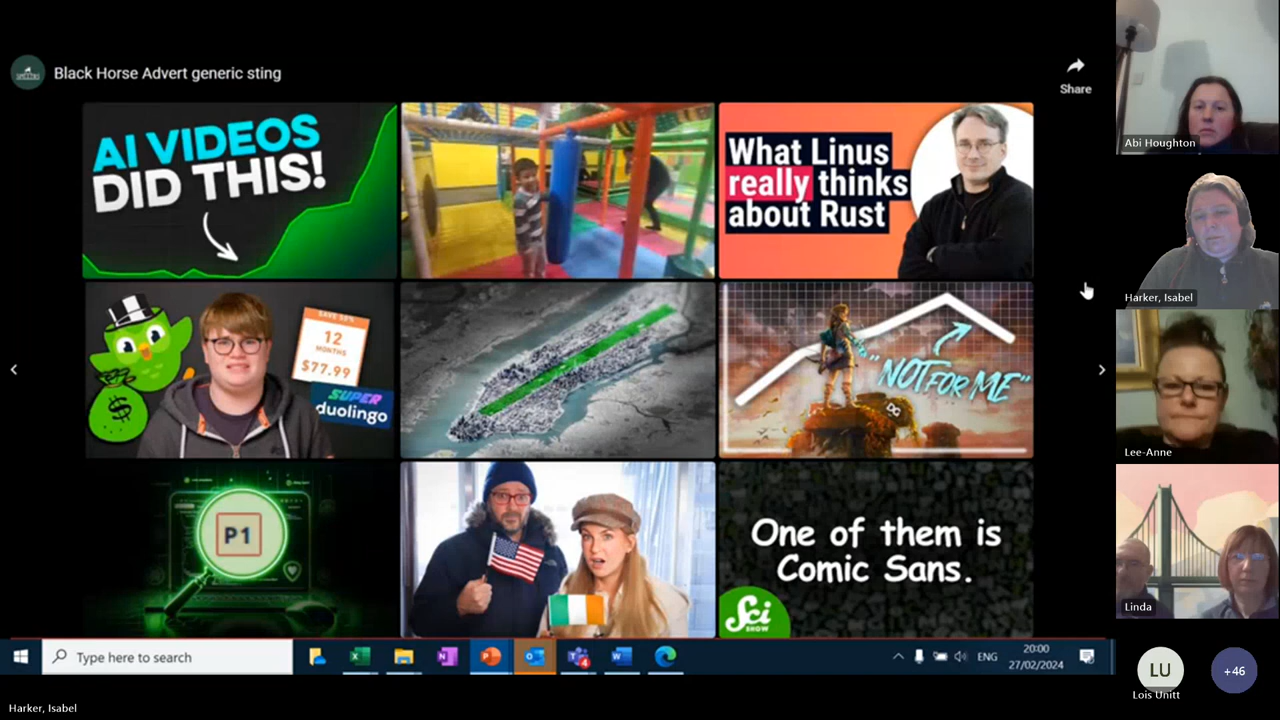 Black Horse Advert generic sting
Share
AI VIDEOS
DID THIS!
What Linus
really thinks
about Rust
SAVE 55%
12
MONTHS
$77.99
SUPER
duolingo
"NOT FOR ME"
DG
P1
One of them is
Comic Sans.
Sci
SHOW
Type here to search
4
ENG
20:00
27/02/2024
Harker, Isabel
Abi Houghton
Harker, Isabel
Lee-Anne
Linda
LU
Lois Unitt
+46